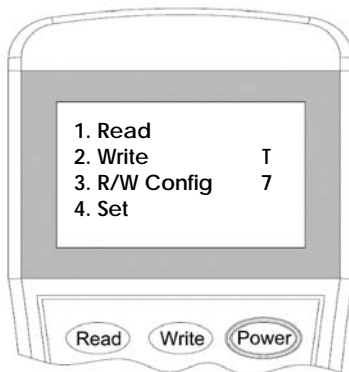 1. Read
2. Write T
3. R/W Config 7
4. Set
Read Write Power